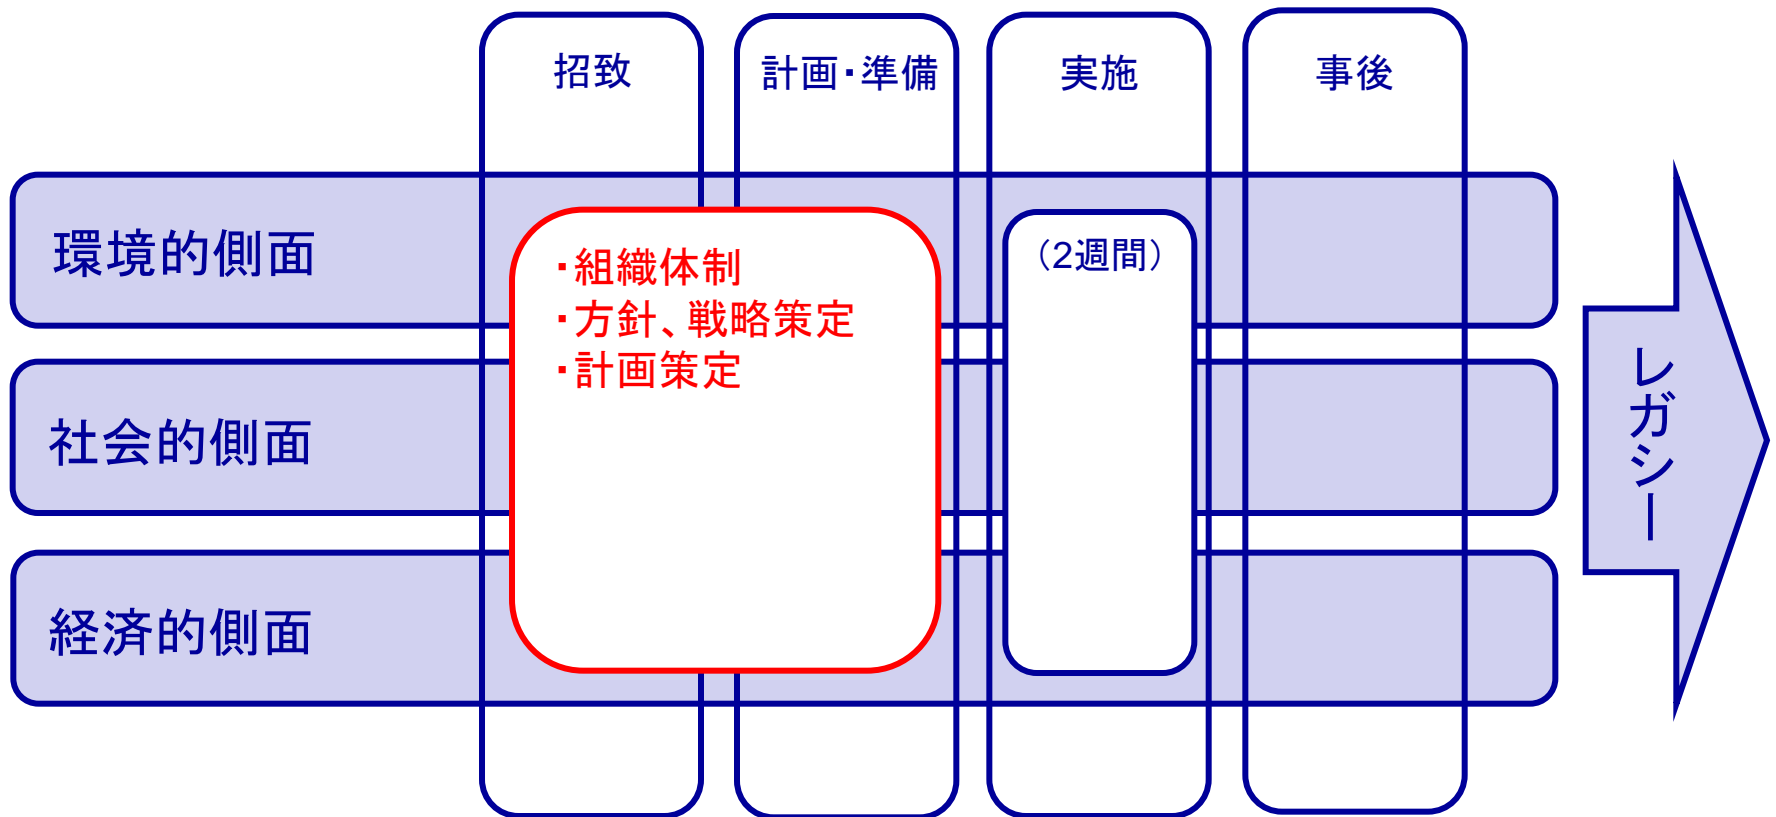 招致
計画・準備
実施
事後
環境的側面
・組織体制
・方針、戦略策定
・計画策定
（2週間）
社会的側面
経済的側面
レガシー